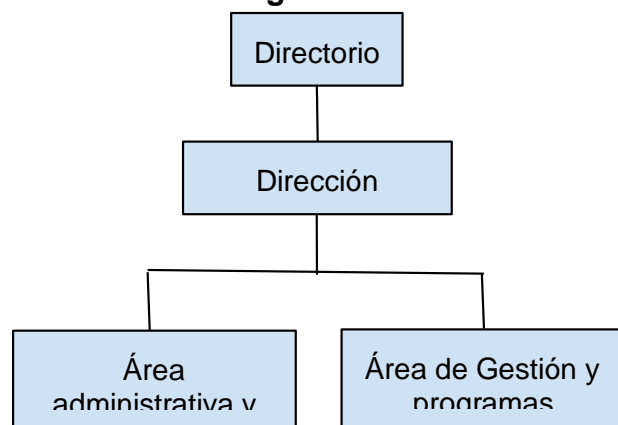 Directorio
Dirección
Área
administrativa y
Área de Gestión y
programas